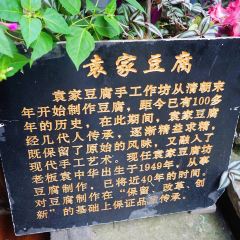 袁家豆腐
袁家豆腐手工作坊从清朝末
年开始制作豆腐，距今已有100多
年的历史，在此期间，袁家豆腐
经几代人传承，逐渐精益求精，
既保留了原始的风味，又融入了
现代手工艺术。现任袁家豆腐坊
老板袁中华出生于1949年，从事
豆腐制作，已将近40年的时间。
对豆腐制作在“保留、改革、创
新”的基础上保证品质传承。